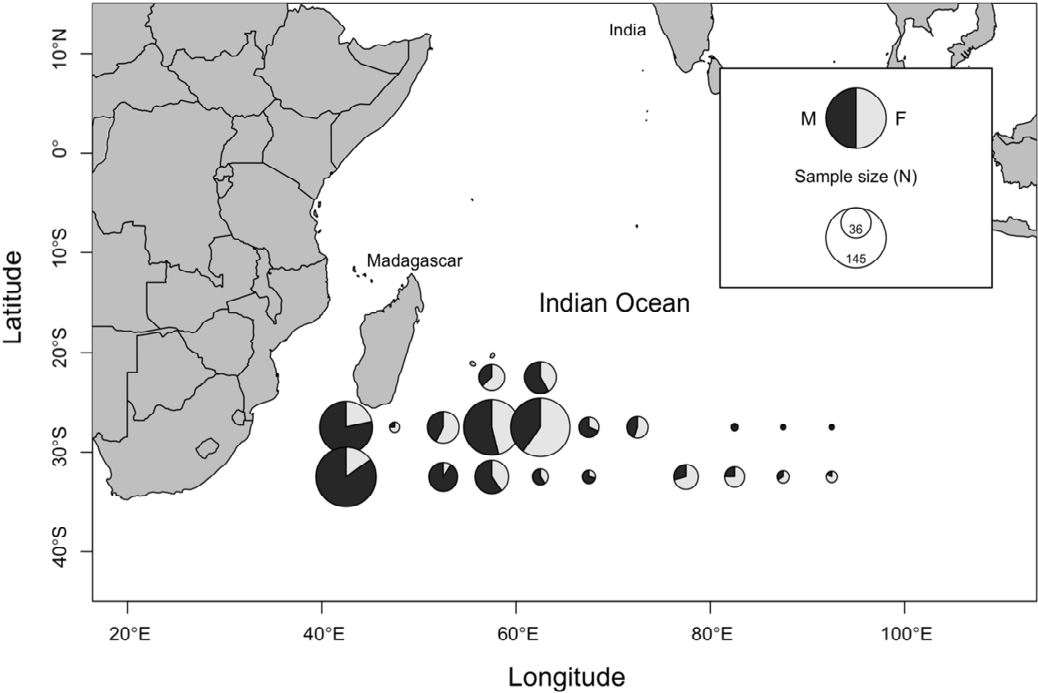 India
M F
Sample size (N)
36
145
Madagascar
Indian Ocean
10°N
0°
10°S
20°S
30°S
40°S
Latitude
20°E 40°E 60°E 80°E 100°E
Longitude